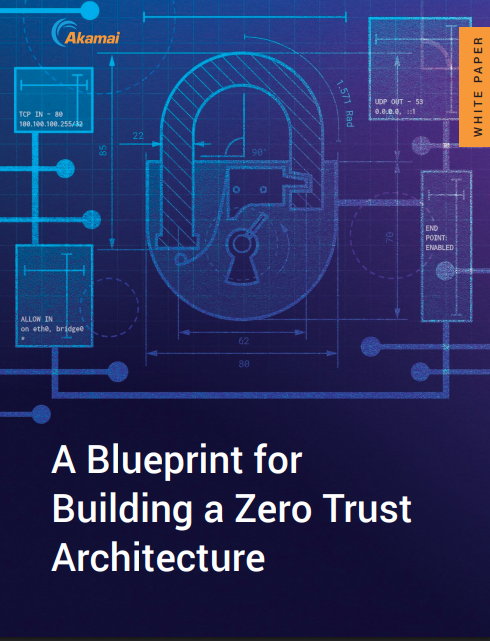 Akamai
WHITE PAPER
TCP IN - 80
100.100.100.255/32
UDP OUT - 53
0.0.0.0, ::1
1.571 Rad
22
85
90°
END
POINT:
ENABLED
70
ALLOW IN
on eth0, bridge0
*
62
80
A Blueprint for
Building a Zero Trust
Architecture